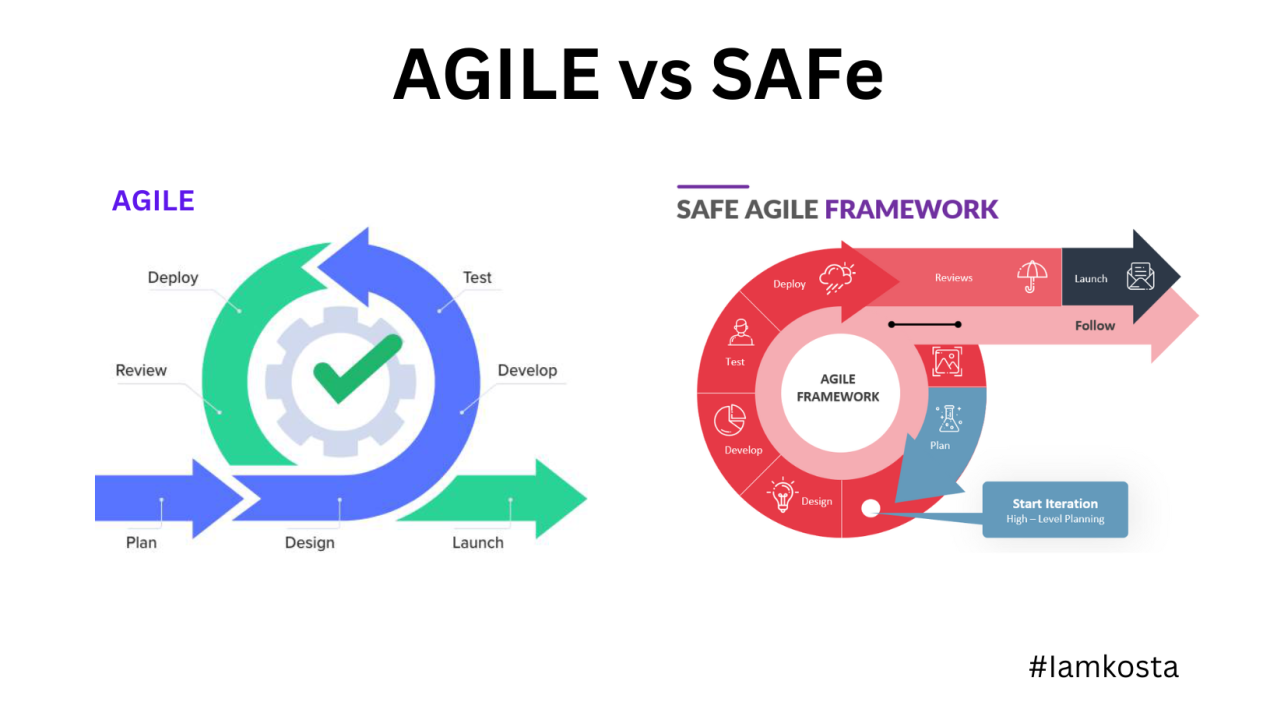 AGILE vs SAFe
AGILE
Deploy
Test
Review
Develop
Plan
Design
Launch
SAFE AGILE FRAMEWORK
Deploy
Reviews
Launch
Follow
Test
AGILE
FRAMEWORK
Develop
Plan
Design
Start Iteration
High – Level Planning
#Iamkosta